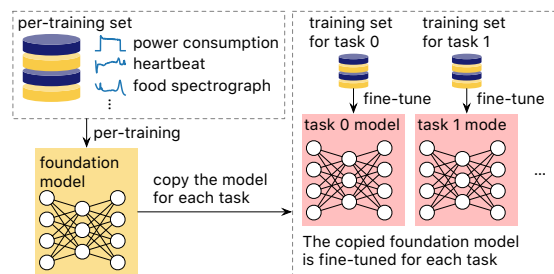 per-training set
power consumption
heartbeat
food spectrograph
⋮
per-training
foundation
model
copy the model
for each task
training set
for task 0
training set
for task 1
fine-tune
fine-tune
task 0 model
task 1 mode
...
The copied foundation model
is fine-tuned for each task